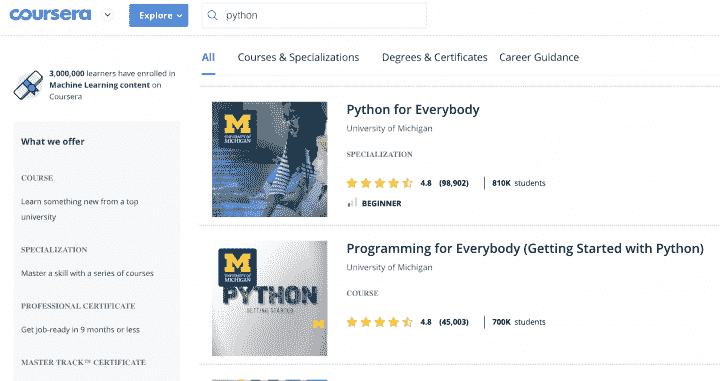 coursera
Explore
python
All Courses & Specializations Degrees & Certificates Career Guidance
3,000,000 learners have enrolled in
Machine Learning content on
Coursera
What we offer
COURSE
Learn something new from a top
university
SPECIALIZATION
Master a skill with a series of courses
PROFESSIONAL CERTIFICATE
Get job-ready in 9 months or less
MASTER TRACK™ CERTIFICATE
M
UNIVERSITY OF
MICHIGAN
Python for Everybody
University of Michigan
SPECIALIZATION
4.8 (98,902) 810K students
BEGINNER
M
UNIVERSITY OF
MICHIGAN
PYTHON
GETTING STARTED
M
Programming for Everybody (Getting Started with Python)
University of Michigan
COURSE
4.8 (45,003) 700K students